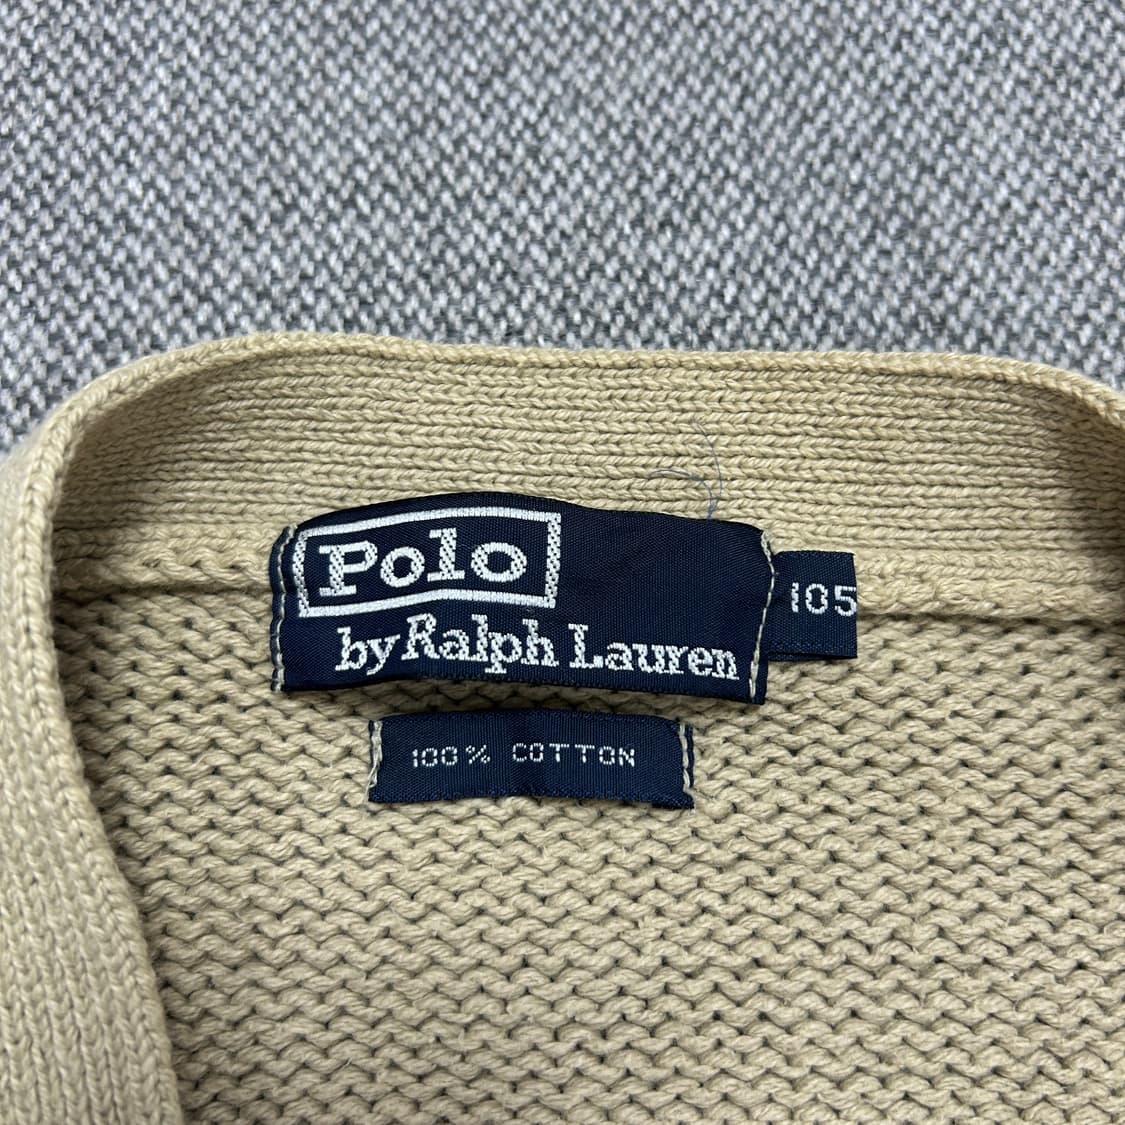 Polo
by Ralph Lauren
105
100% COTTON